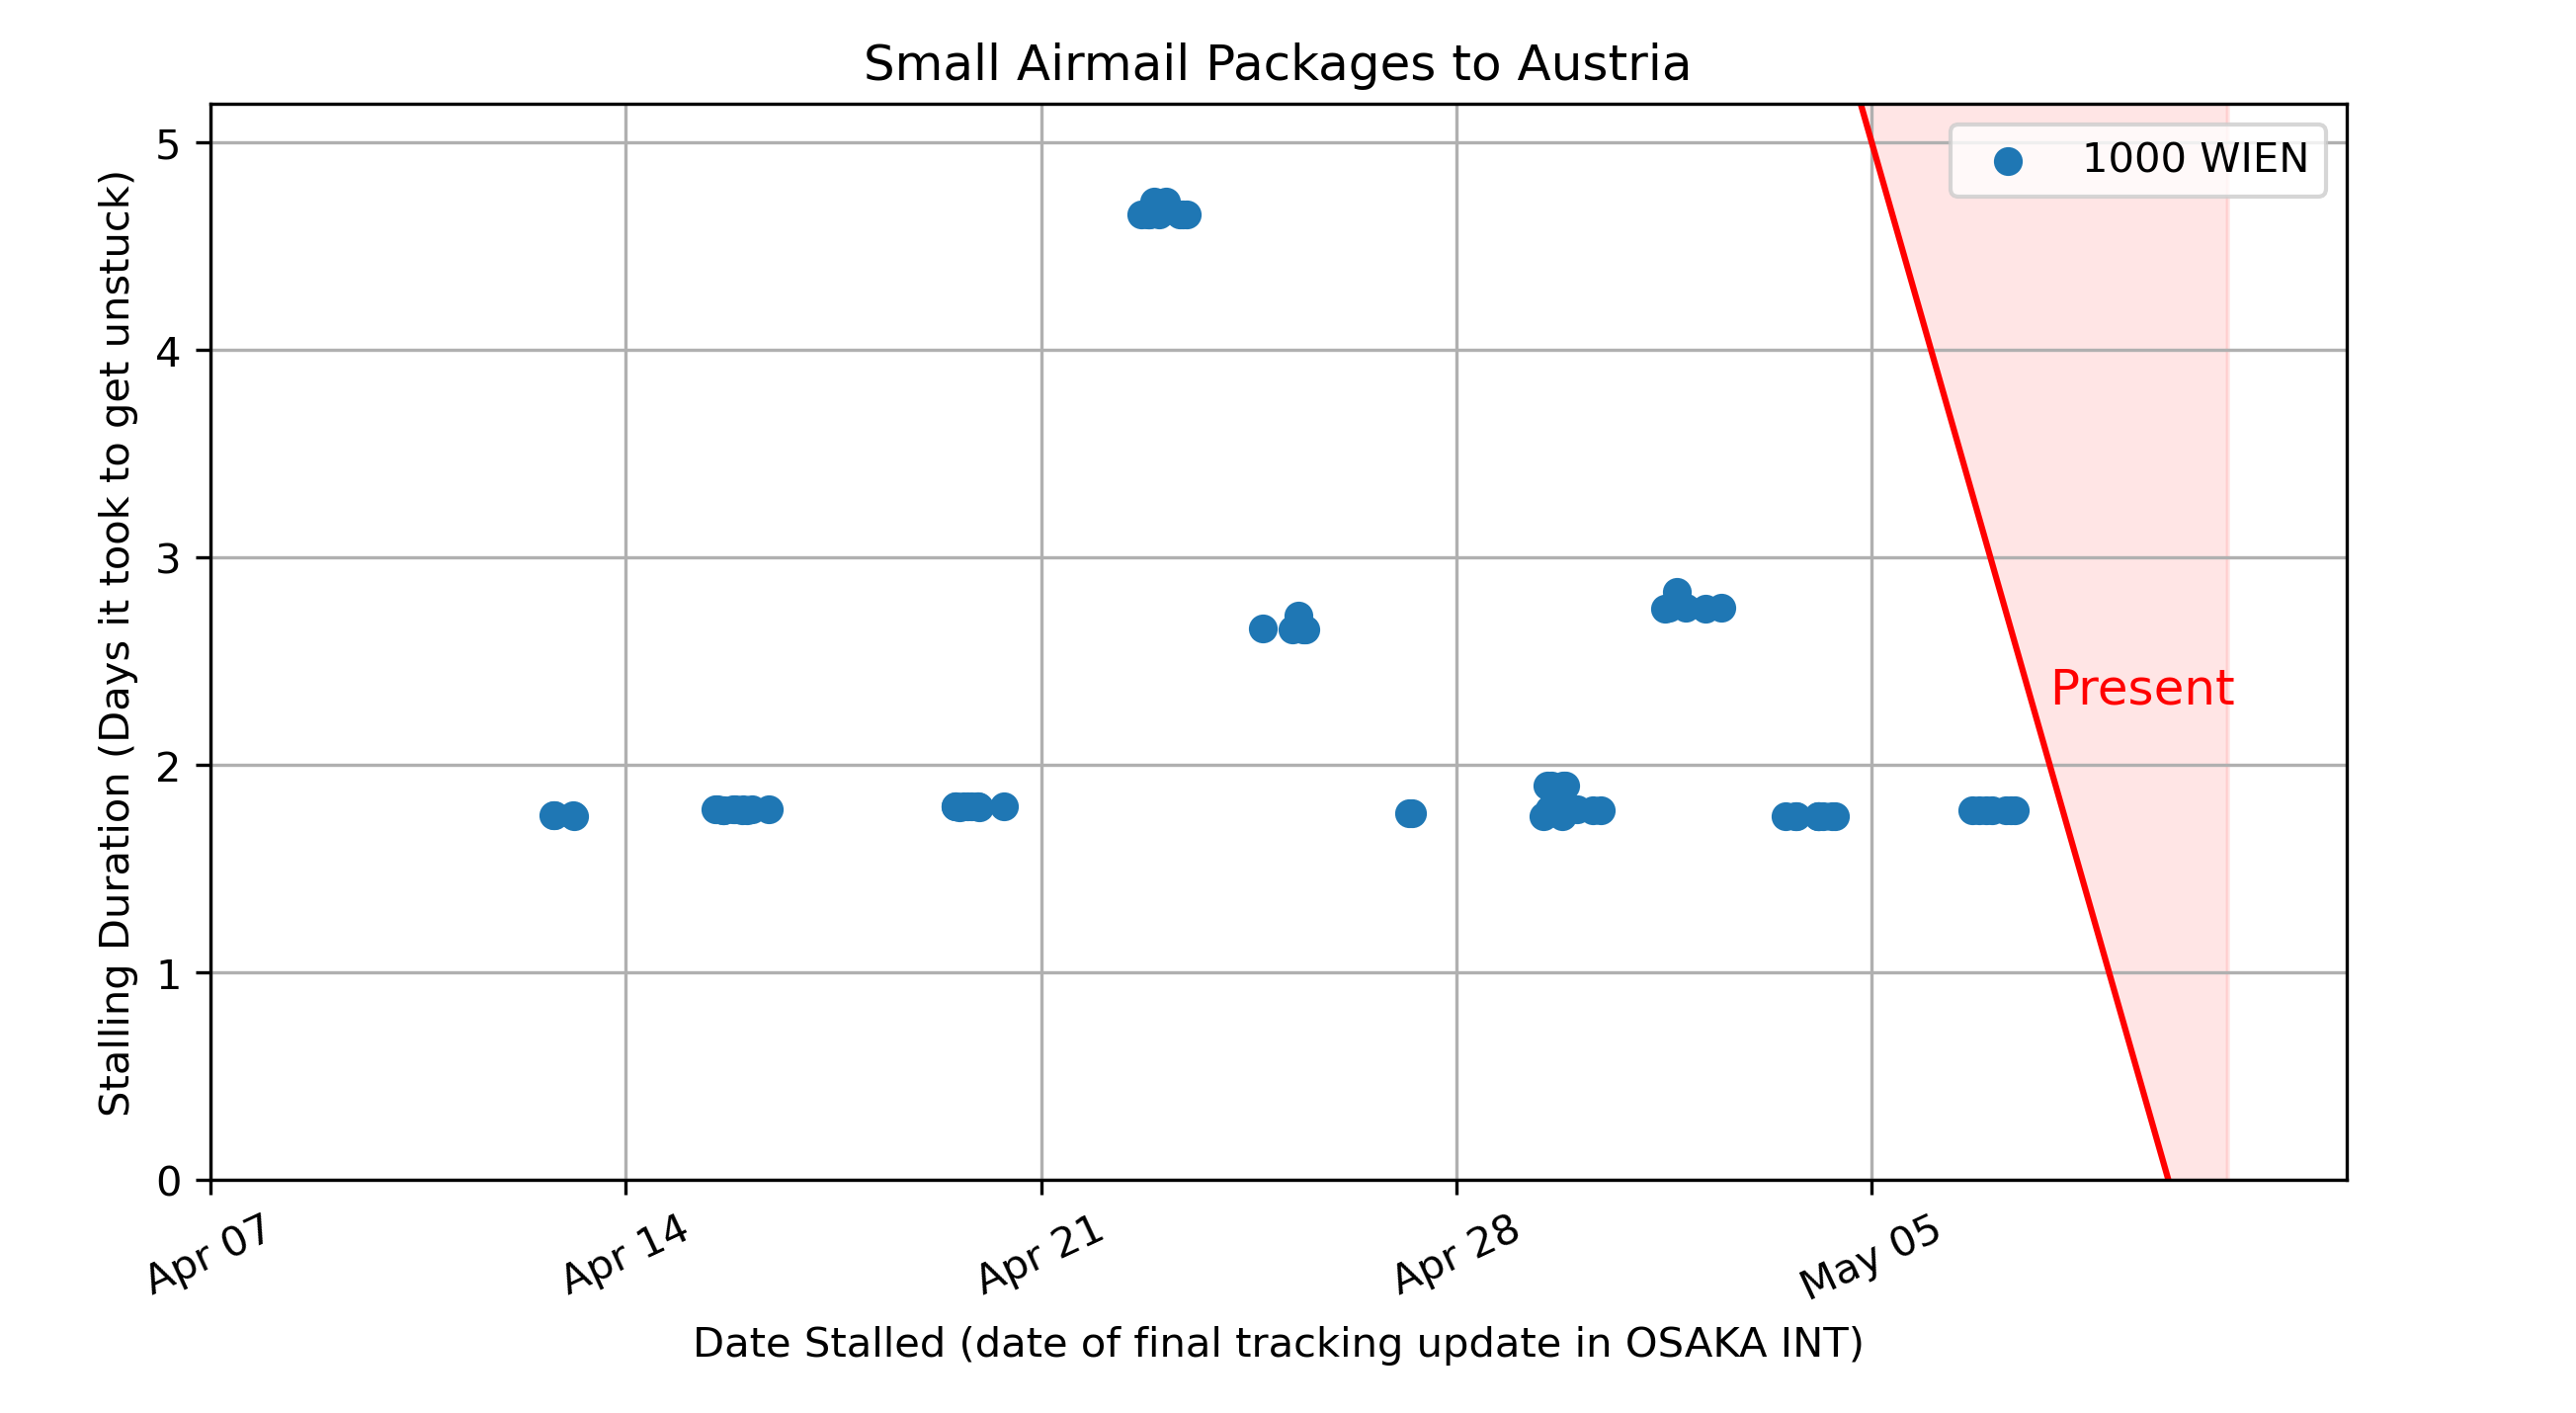 Small Airmail Packages to Austria
1000 WIEN
Present
Stalling Duration (Days it took to get unstuck)
5
4
3
2
1
0
Apr 07
Apr 14
Apr 21
Apr 28
May 05
Date Stalled (date of final tracking update in OSAKA INT)